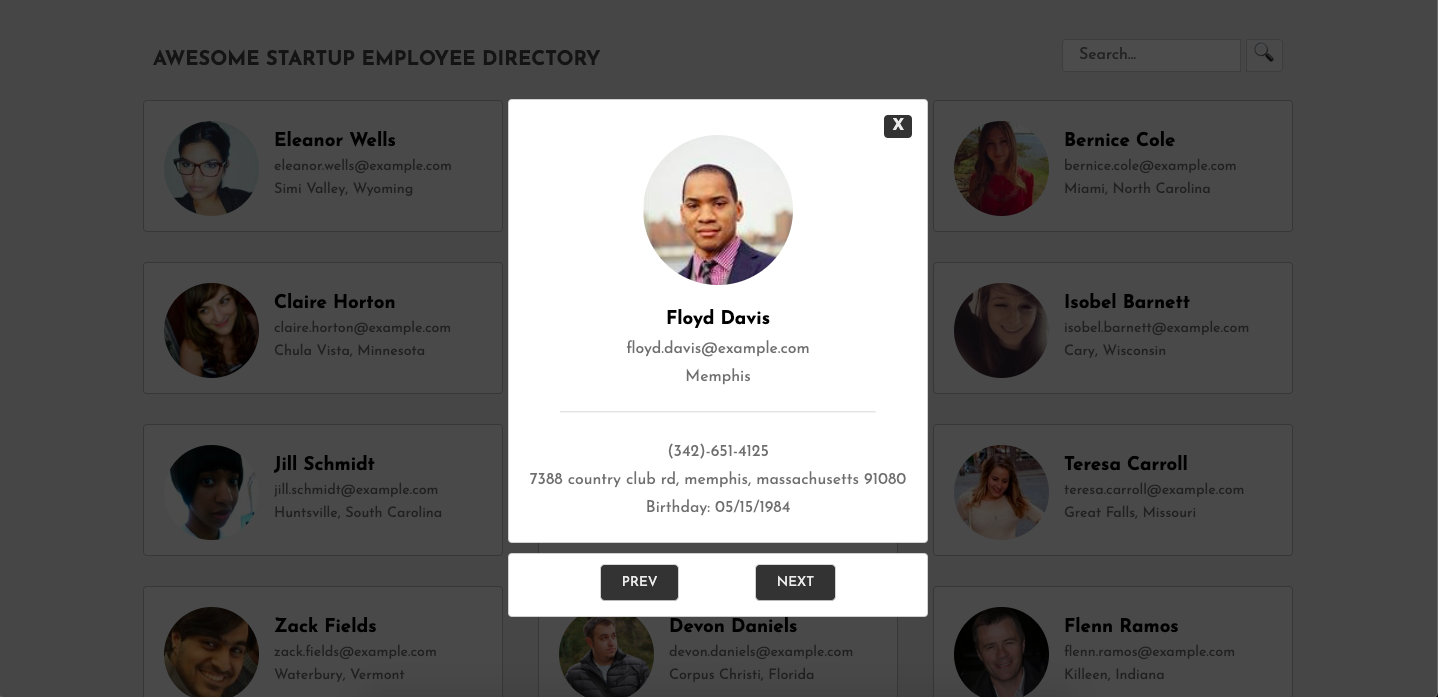 AWESOME STARTUP EMPLOYEE DIRECTORY
Search...
Eleanor Wells
eleanor.wells@example.com
Simi Valley, Wyoming
X
Floyd Davis
floyd.davis@example.com
Memphis
(342)-651-4125
7388 country club rd, memphis, massachusetts 91080
Birthday: 05/15/1984
PREV
NEXT
Bernice Cole
bernice.cole@example.com
Miami, North Carolina
Claire Horton
claire.horton@example.com
Chula Vista, Minnesota
Isobel Barnett
isobel.barnett@example.com
Cary, Wisconsin
Jill Schmidt
jill.schmidt@example.com
Huntsville, South Carolina
Teresa Carroll
teresa.carroll@example.com
Great Falls, Missouri
Zack Fields
zack.fields@example.com
Waterbury, Vermont
Devon Daniels
devon.daniels@example.com
Corpus Christi, Florida
Flenn Ramos
flenn.ramos@example.com
Killeen, Indiana